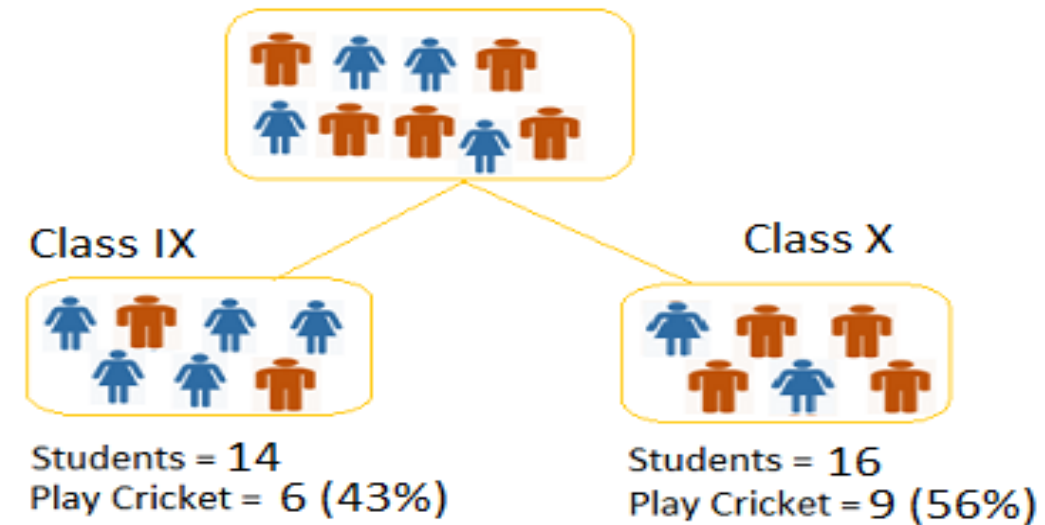 Class IX
Class X
Students = 14
Play Cricket = 6 (43%)
Students = 16
Play Cricket = 9 (56%)